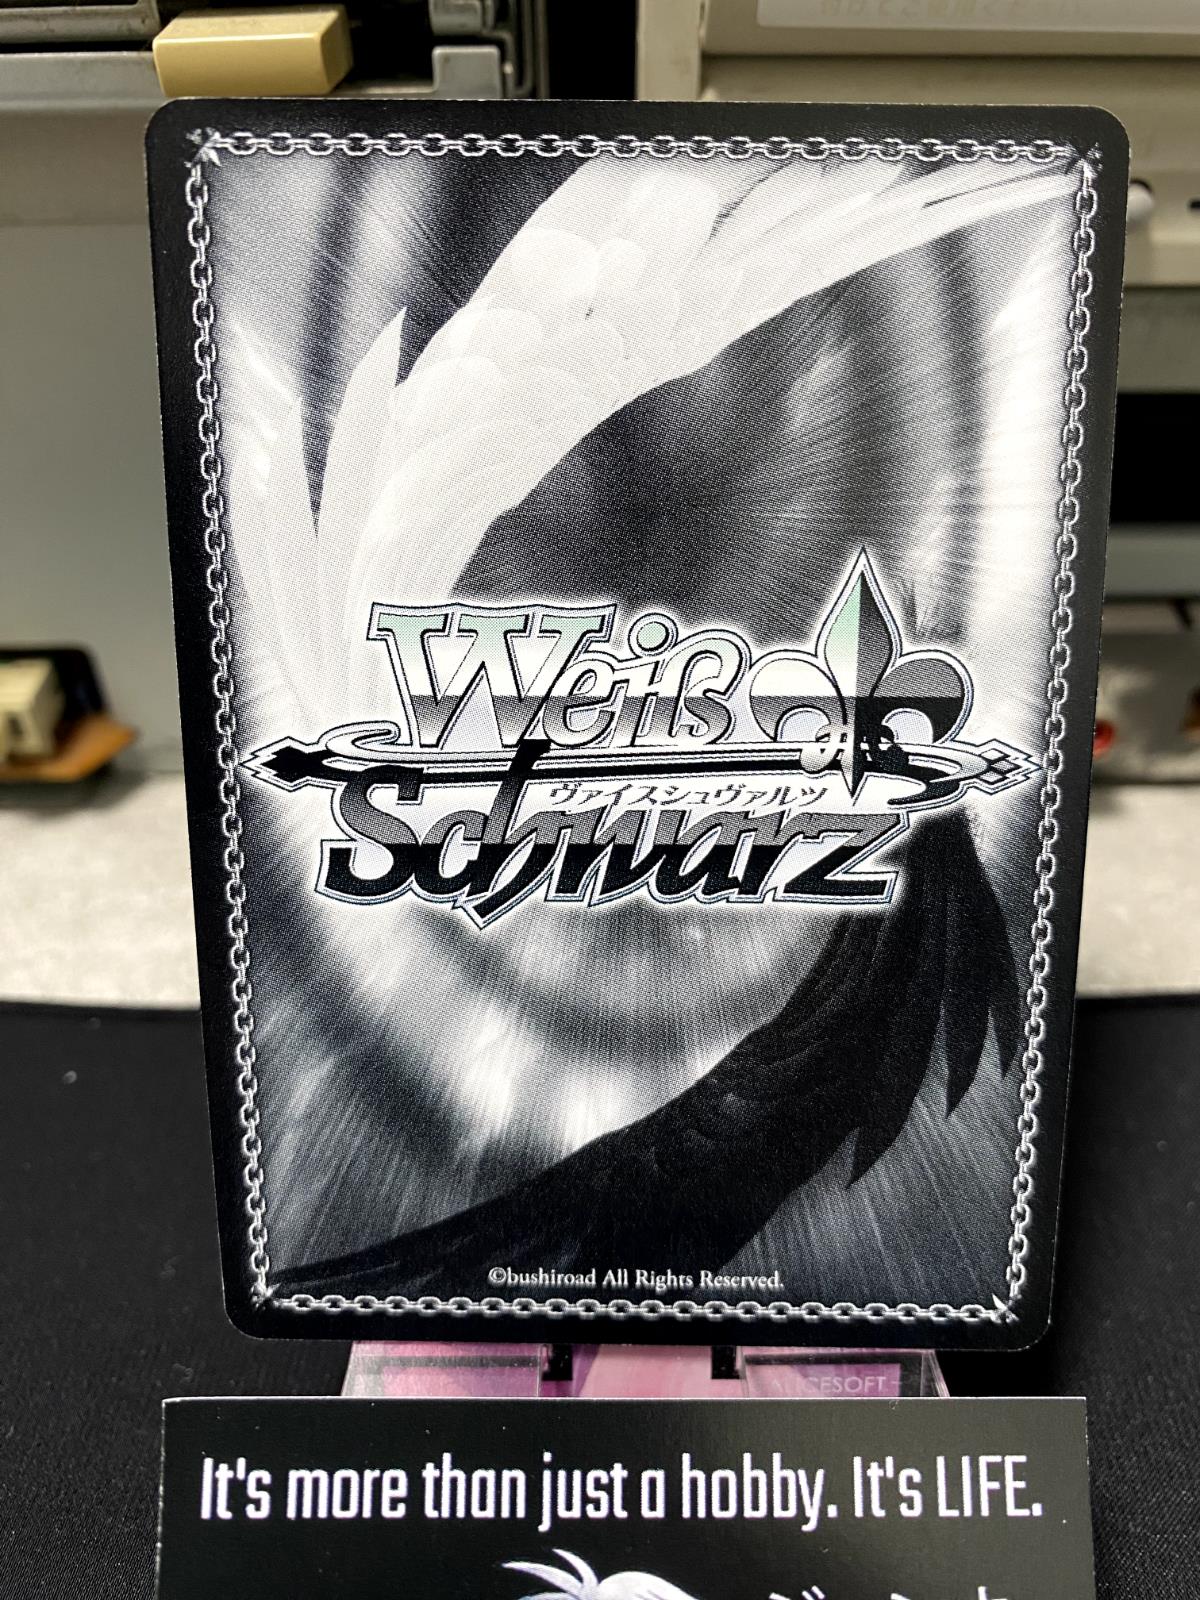 Weiß
Schwarz
ヴァイスシュヴァルツ
©bushiroad All Rights Reserved.
ALICESOFT
It's more than just a hobby. It's LIFE.